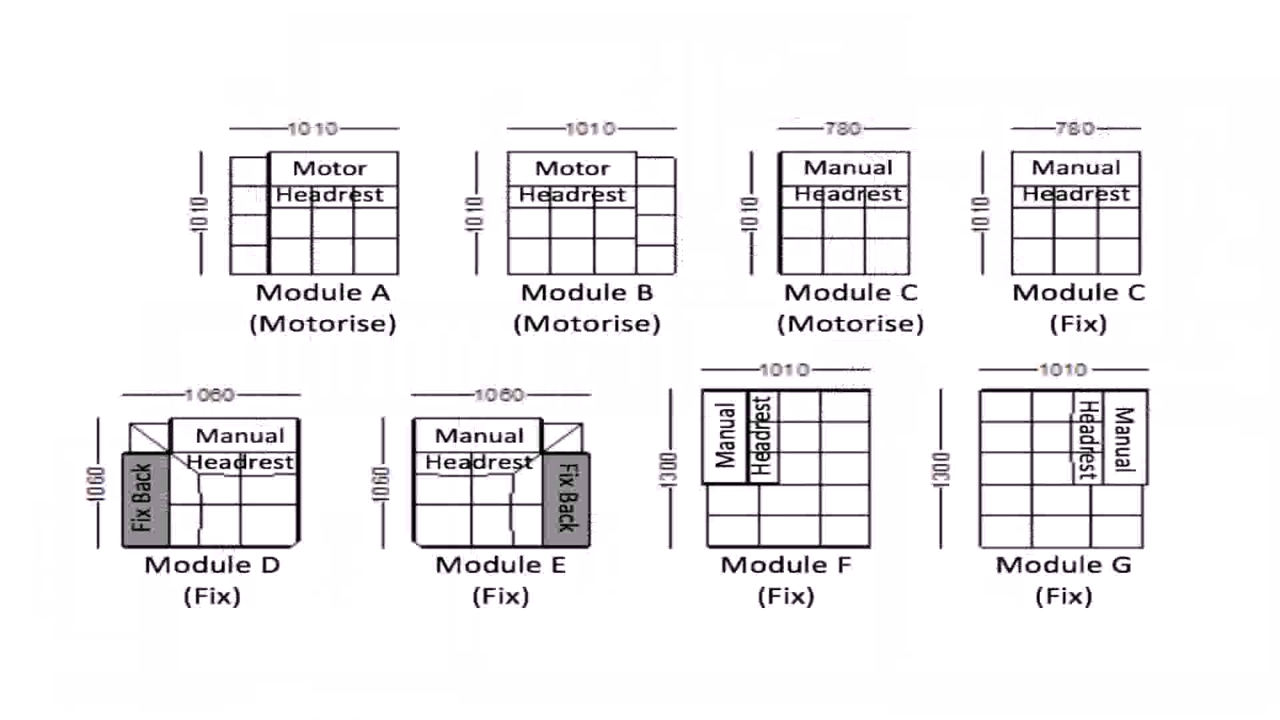 1010 1010 780 780
1010 1010 1010 1010
Motor Motor Manual Manual
Headrest Headrest Headrest Headrest
Module A Module B Module C Module C
(Motorise) (Motorise) (Motorise) (Fix)
1060 1060 1010 1010
1060 1060 1300 1300
Manual Manual Manual Headrest Headrest Manual
Headrest Headrest
Fix Back Fix Back
Module D Module E Module F Module G
(Fix) (Fix) (Fix) (Fix)